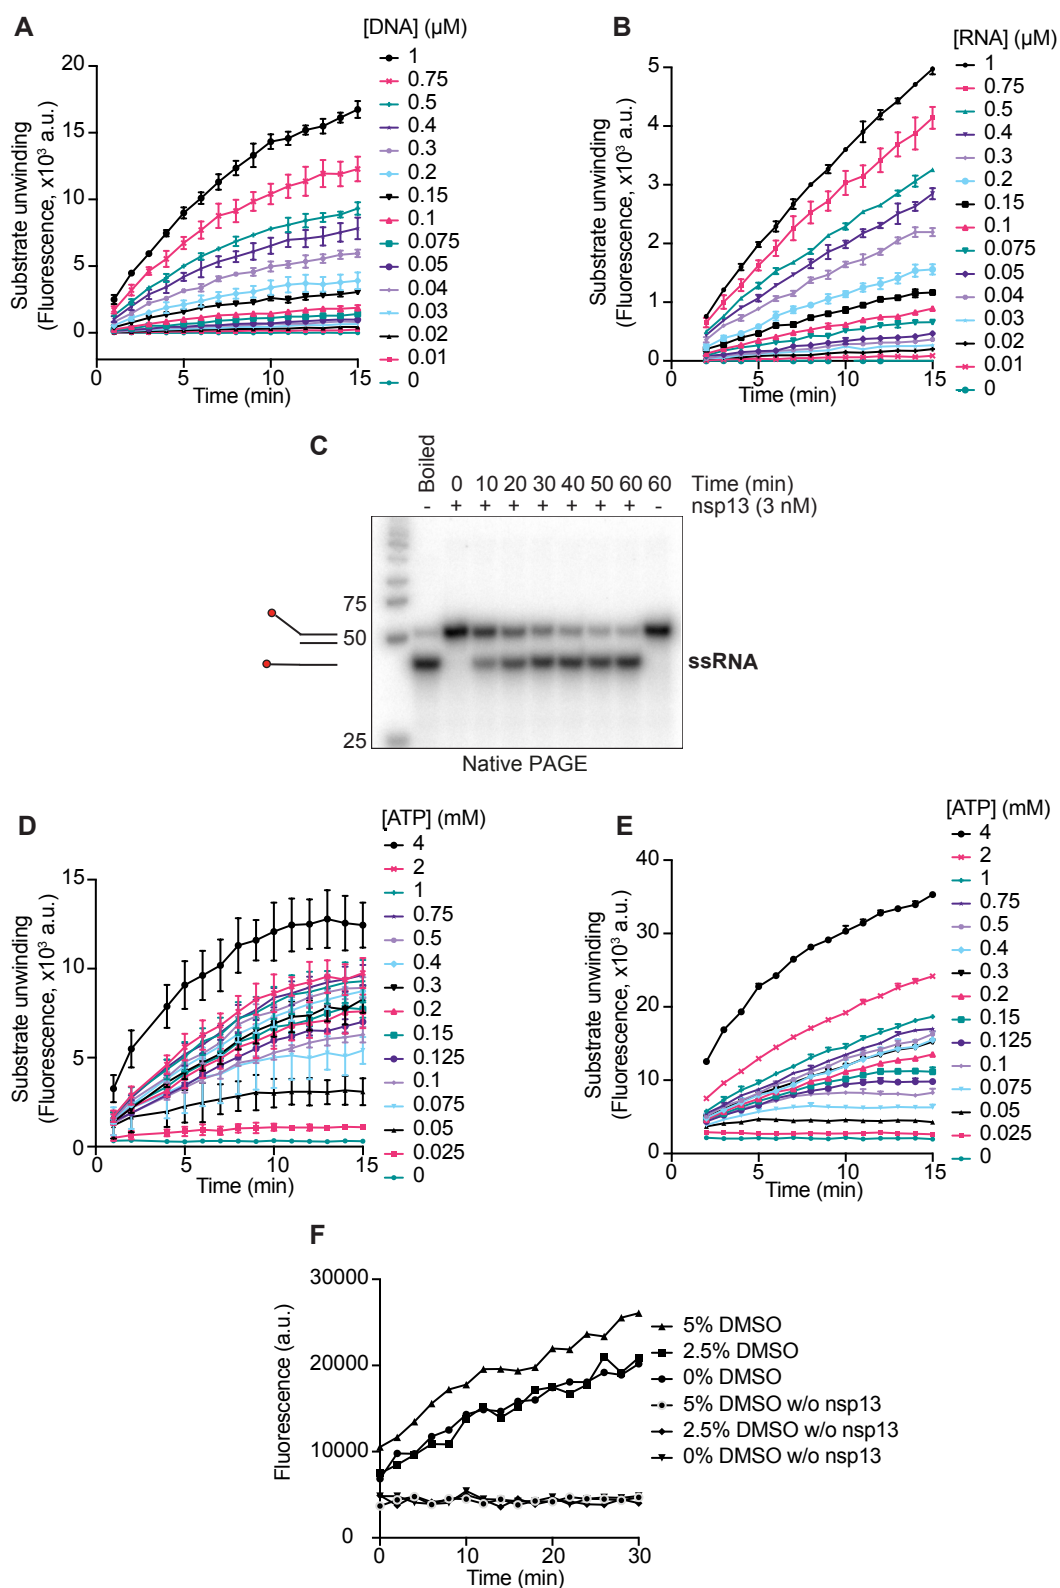 A
[DNA] (µM)
Substrate unwinding
(Fluorescence, x10³ a.u.)
20
15
10
5
0
0 5 10 15
Time (min)
1
0.75
0.5
0.4
0.3
0.2
0.15
0.1
0.075
0.05
0.04
0.03
0.02
0.01
0
B
[RNA] (µM)
Substrate unwinding
(Fluorescence, x10³ a.u.)
5
4
3
2
1
0
0 5 10 15
Time (min)
1
0.75
0.5
0.4
0.3
0.2
0.15
0.1
0.075
0.05
0.04
0.03
0.02
0.01
0
C
Boiled
0 10 20 30 40 50 60 60 Time (min)
- + + + + + + + - nsp13 (3 nM)
75
50
25
ssRNA
Native PAGE
D
[ATP] (mM)
Substrate unwinding
(Fluorescence, x10³ a.u.)
15
10
5
0
0 5 10 15
Time (min)
4
2
1
0.75
0.5
0.4
0.3
0.2
0.15
0.125
0.1
0.075
0.05
0.025
0
E
[ATP] (mM)
Substrate unwinding
(Fluorescence, x10³ a.u.)
40
30
20
10
0
0 5 10 15
Time (min)
4
2
1
0.75
0.5
0.4
0.3
0.2
0.15
0.125
0.1
0.075
0.05
0.025
0
F
Fluorescence (a.u.)
30000
20000
10000
0
0 10 20 30
Time (min)
5% DMSO
2.5% DMSO
0% DMSO
5% DMSO w/o nsp13
2.5% DMSO w/o nsp13
0% DMSO w/o nsp13